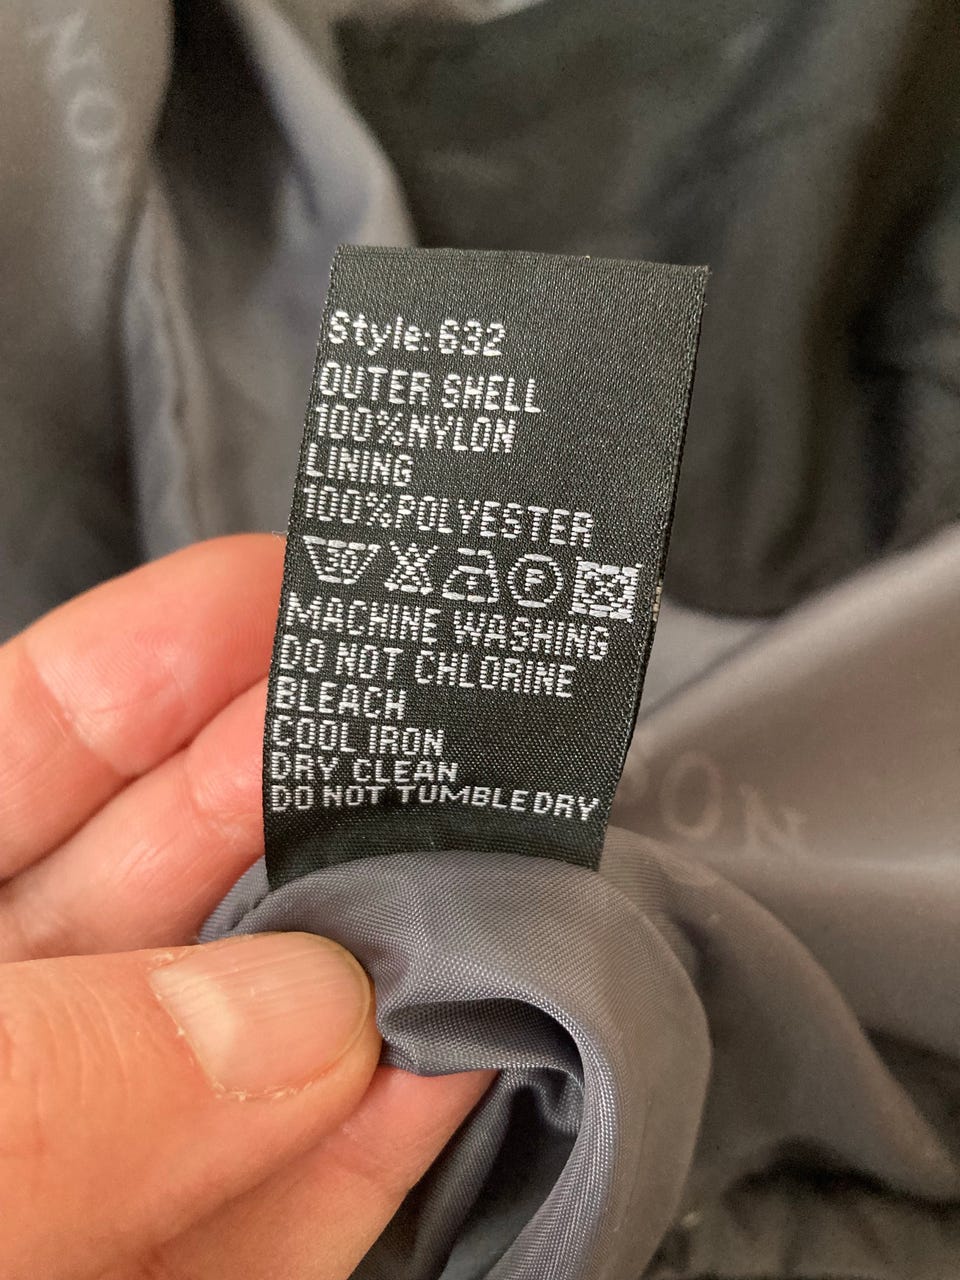 Style: 632
OUTER SHELL
100%NYLON
LINING
100%POLYESTER
30 F
MACHINE WASHING
DO NOT CHLORINE
BLEACH
COOL IRON
DRY CLEAN
DO NOT TUMBLE DRY